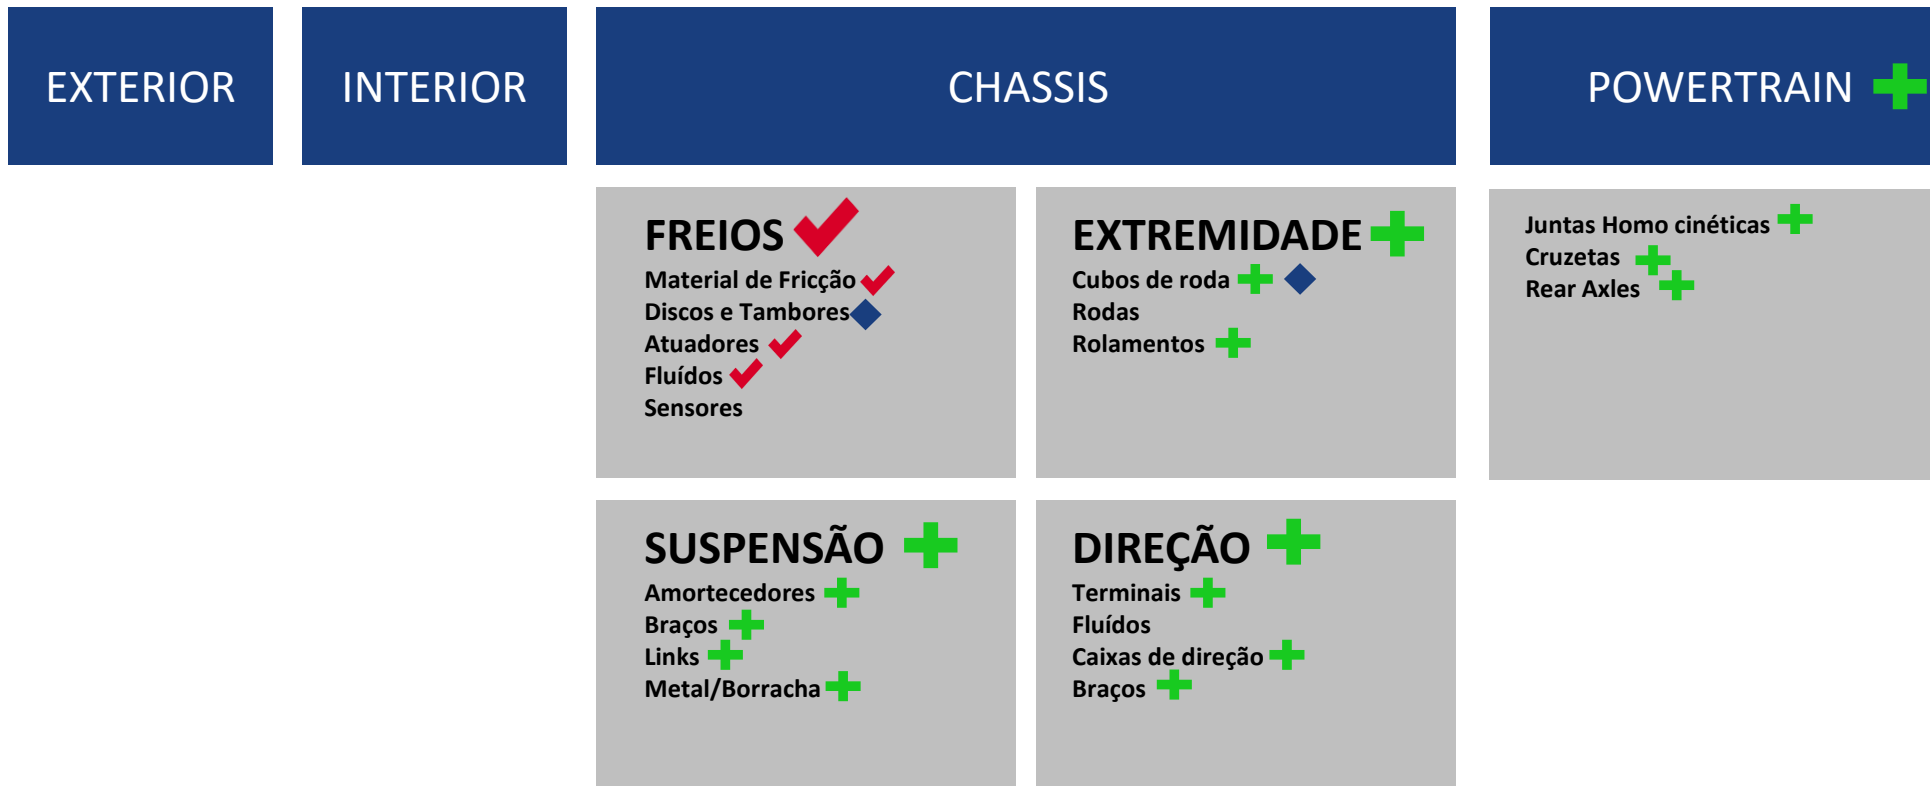 EXTERIOR
INTERIOR
CHASSIS
POWERTRAIN
FREIOS
Material de Fricção
Discos e Tambores
Atuadores
Fluídos
Sensores
EXTREMIDADE
Cubos de roda
Rodas
Rolamentos
Juntas Homo cinéticas
Cruzetas
Rear Axles
SUSPENSÃO
Amortecedores
Braços
Links
Metal/Borracha
DIREÇÃO
Terminais
Fluídos
Caixas de direção
Braços